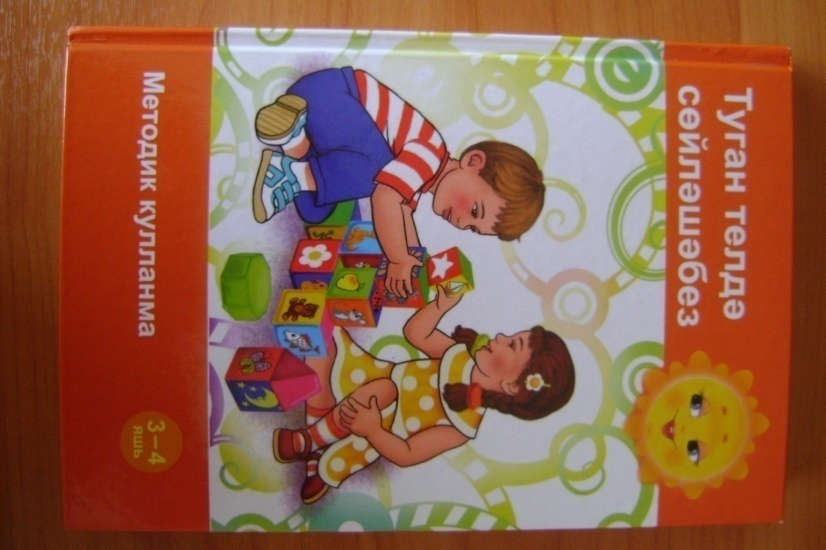 Туган телдә
сөйләшәбез
Методик кулланма
3–4
яшь